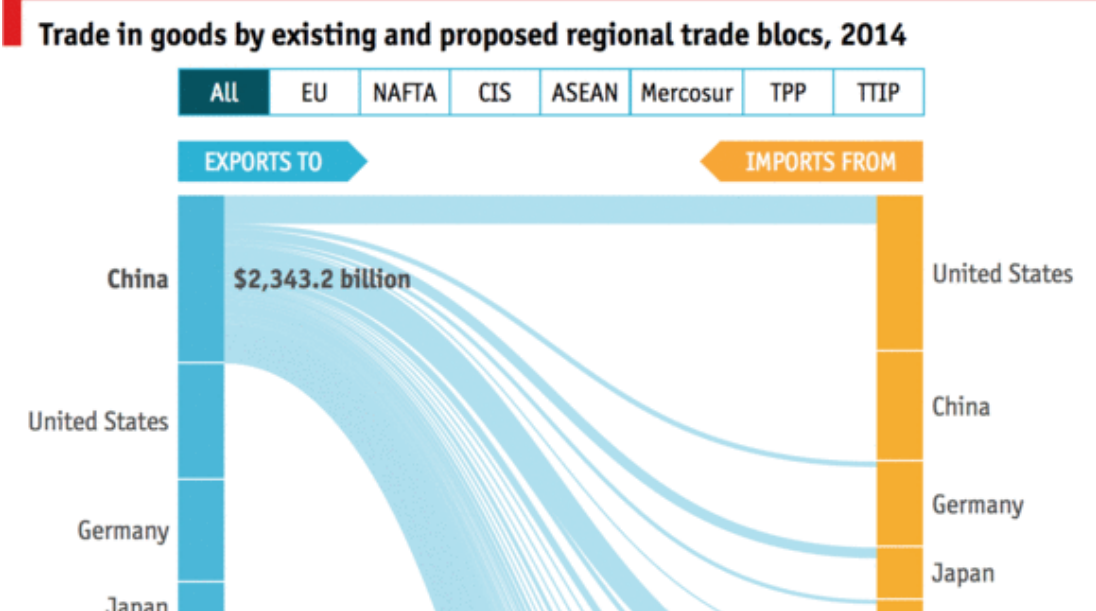 Trade in goods by existing and proposed regional trade blocs, 2014
All EU NAFTA CIS ASEAN Mercosur TPP TTIP
EXPORTS TO IMPORTS FROM
China $2,343.2 billion United States
United States China
Germany Germany
Japan Japan